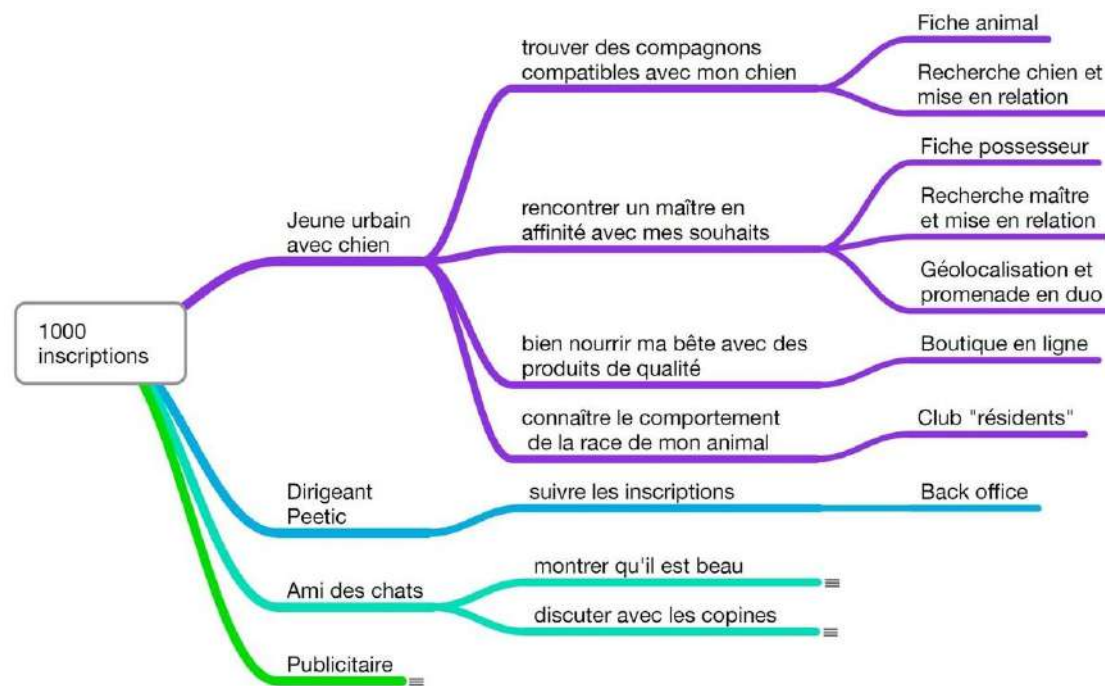 1000
inscriptions
Jeune urbain
avec chien
trouver des compagnons
compatibles avec mon chien
Fiche animal
Recherche chien et
mise en relation
rencontrer un maître en
affinité avec mes souhaits
Fiche possesseur
Recherche maître
et mise en relation
Géolocalisation et
promenade en duo
bien nourrir ma bête avec des
produits de qualité
Boutique en ligne
connaître le comportement
de la race de mon animal
Club "résidents"
Dirigeant
Peetic
suivre les inscriptions
Back office
Ami des chats
montrer qu'il est beau
discuter avec les copines
Publicitaire